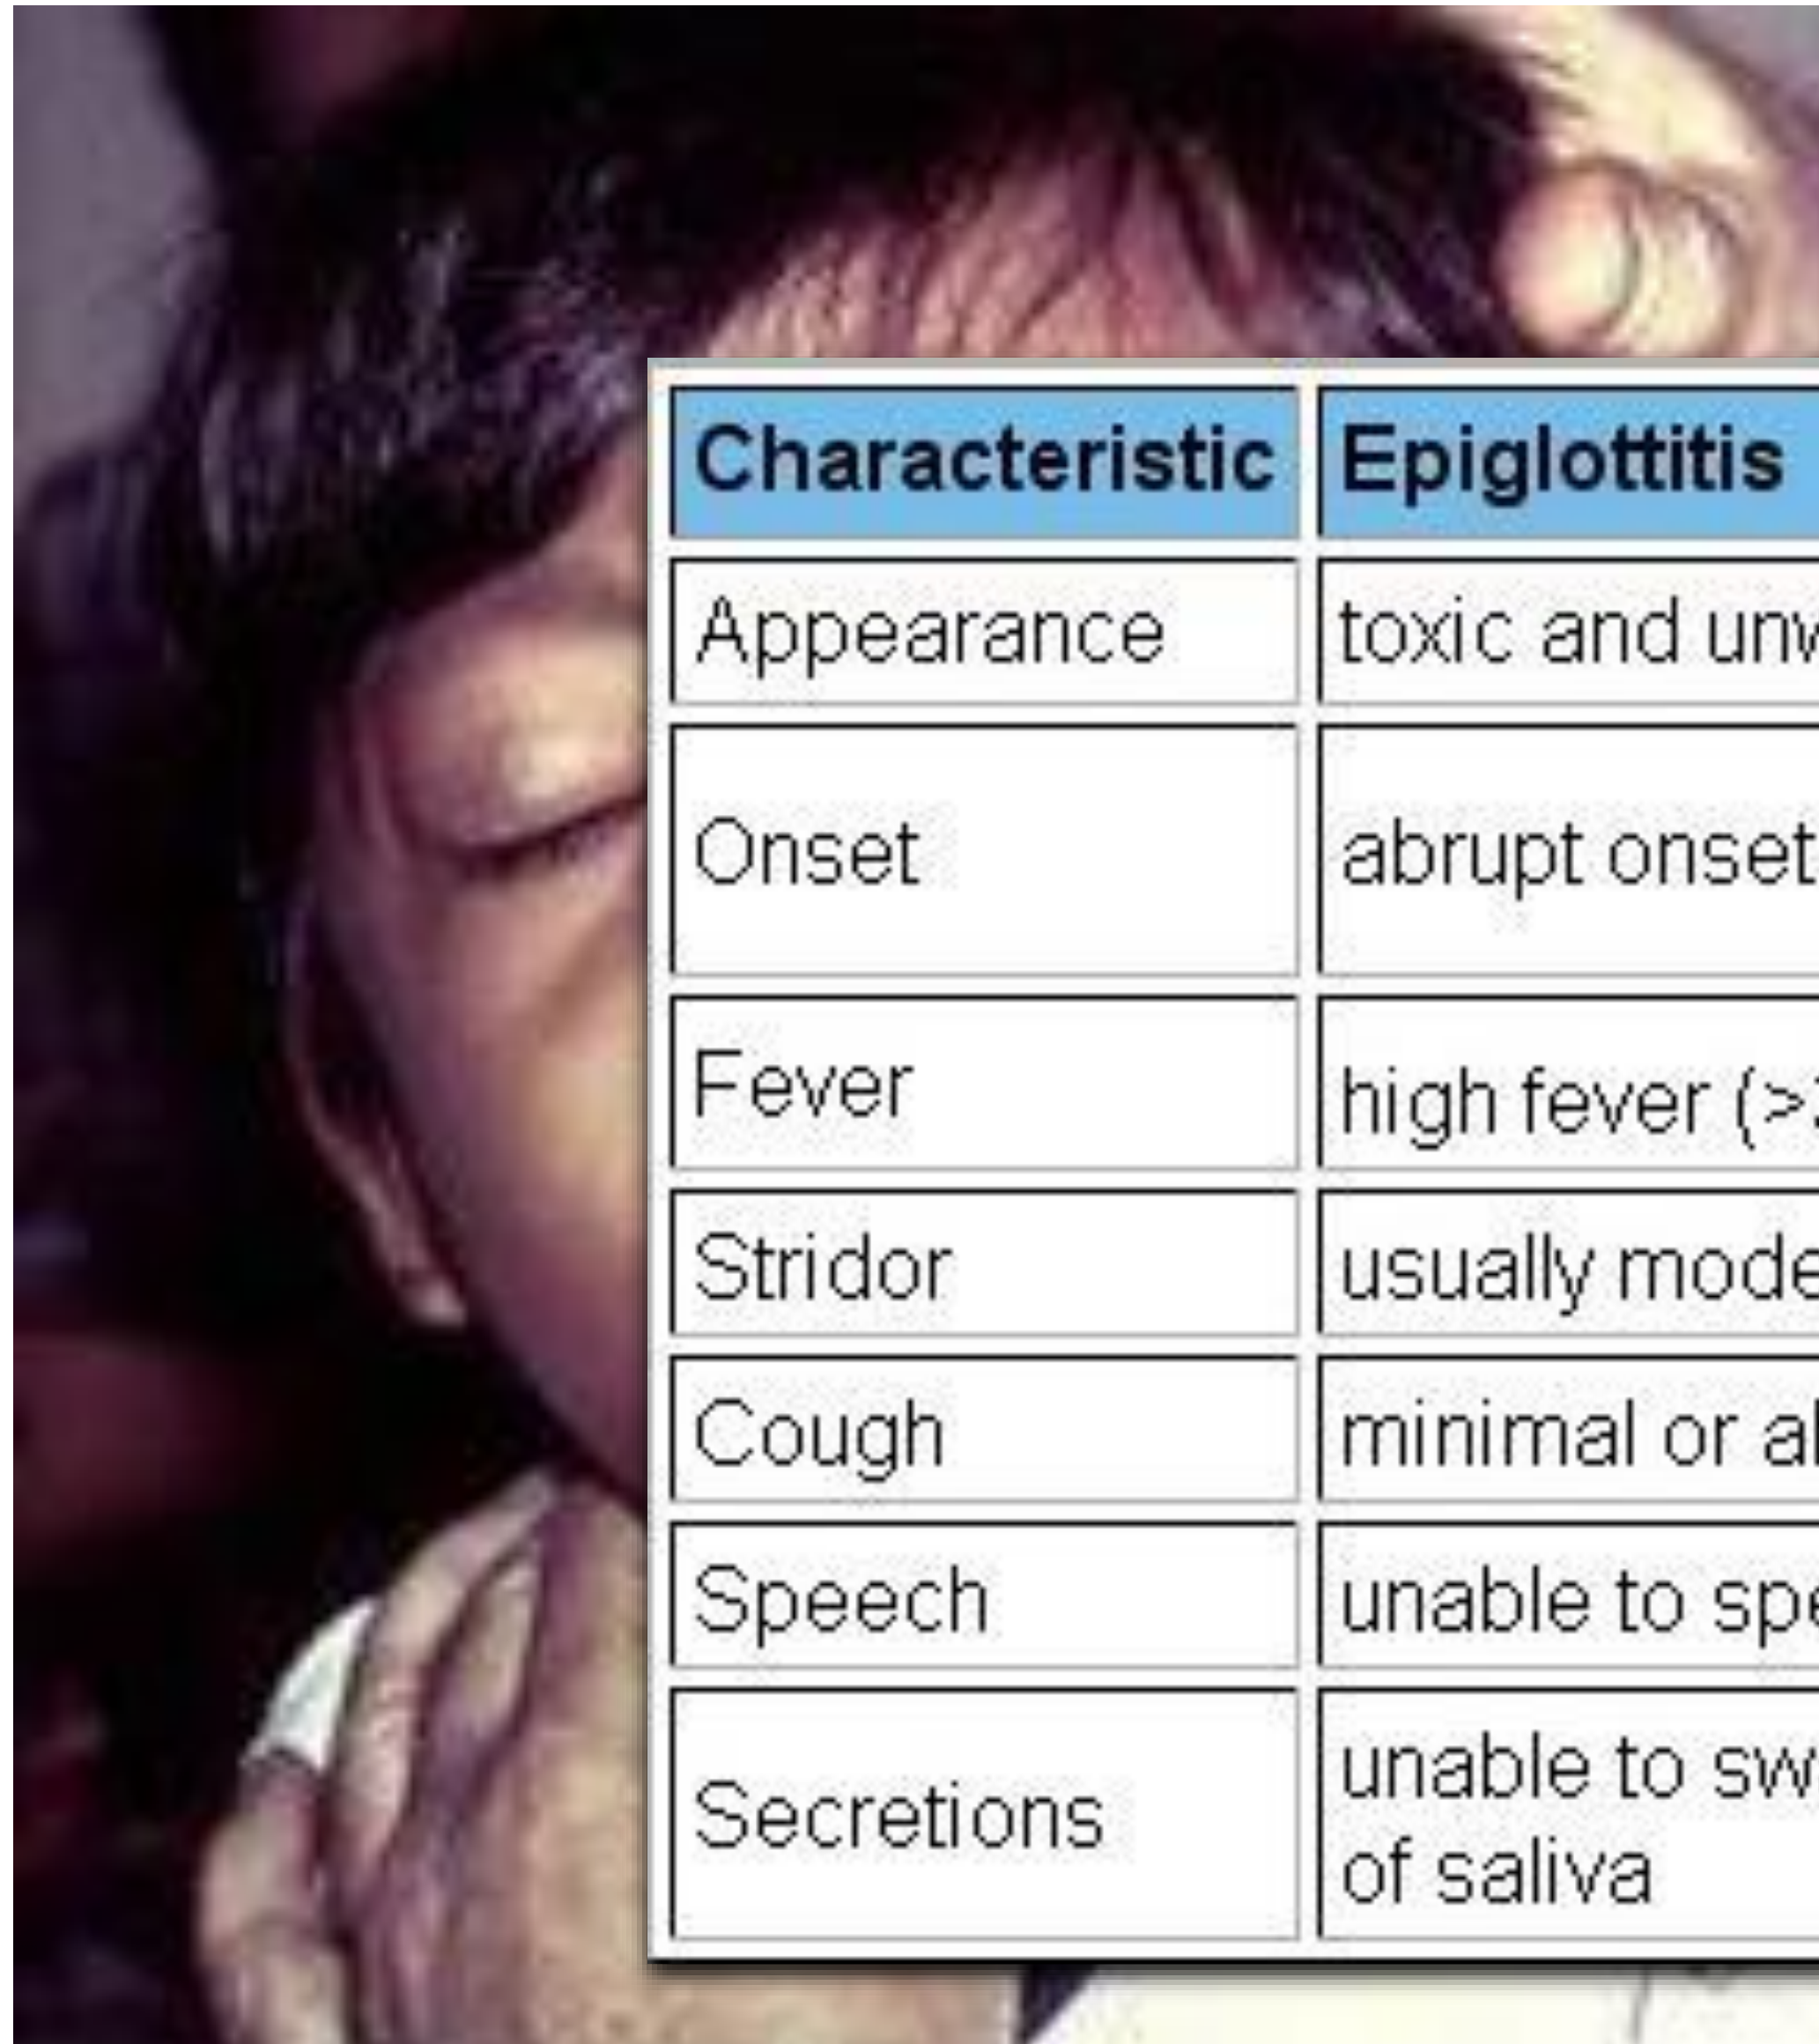 Characteristic Epiglottitis
Appearance toxic and
Onset abrupt onset
Fever high fever (>
Stridor usually
Cough minimal or
Speech unable to
Secretions unable to
of saliva